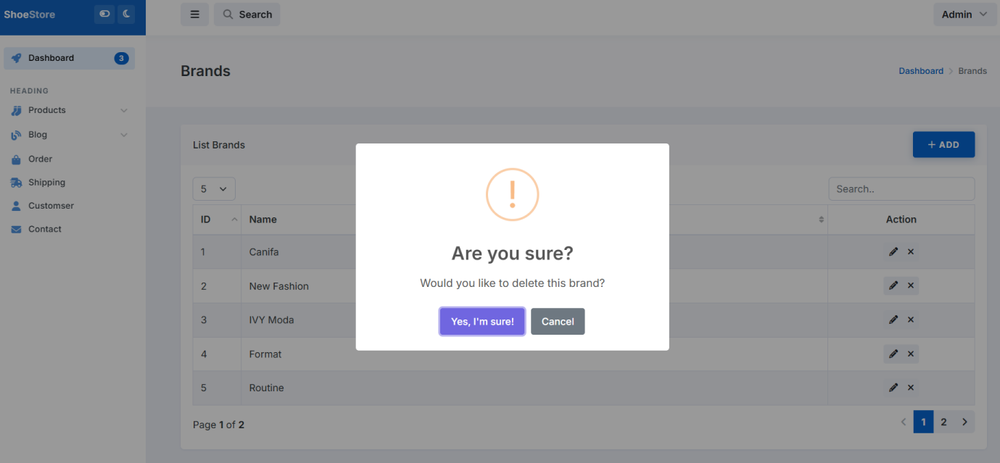 ShoeStore
Search
Admin
Dashboard 3
HEADING
Products
Blog
Order
Shipping
Customser
Contact
Brands
Dashboard > Brands
List Brands
+ ADD
5
Search..
ID Name Action
1 Canifa
2 New Fashion
3 IVY Moda
4 Format
5 Routine
Page 1 of 2
1 2
!
Are you sure?
Would you like to delete this brand?
Yes, I'm sure! Cancel